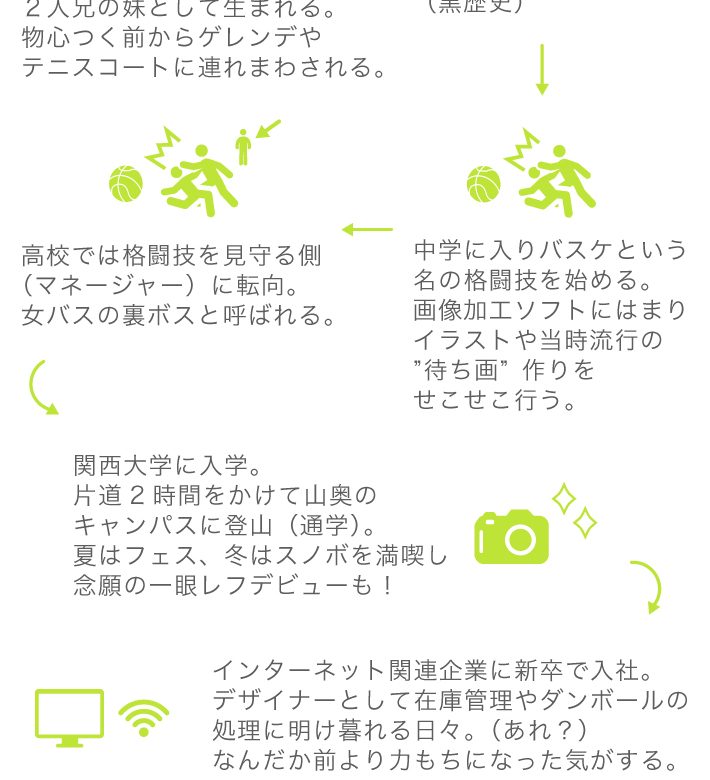 ２人兄の妹として生まれる。
物心つく前からゲレンデや
テニスコートに連れまわされる。
（黒歴史）
中学に入りバスケという
名の格闘技を始める。
画像加工ソフトにはまり
イラストや当時流行の
”待ち画”作りを
せこせこ行う。
高校では格闘技を見守る側
（マネージャー）に転向。
女バスの裏ボスと呼ばれる。
関西大学に入学。
片道２時間をかけて山奥の
キャンパスに登山（通学）。
夏はフェス、冬はスノボを満喫し
念願の一眼レフデビューも！
インターネット関連企業に新卒で入社。
デザイナーとして在庫管理やダンボールの
処理に明け暮れる日々。（あれ？）
なんだか前より力もちになった気がする。